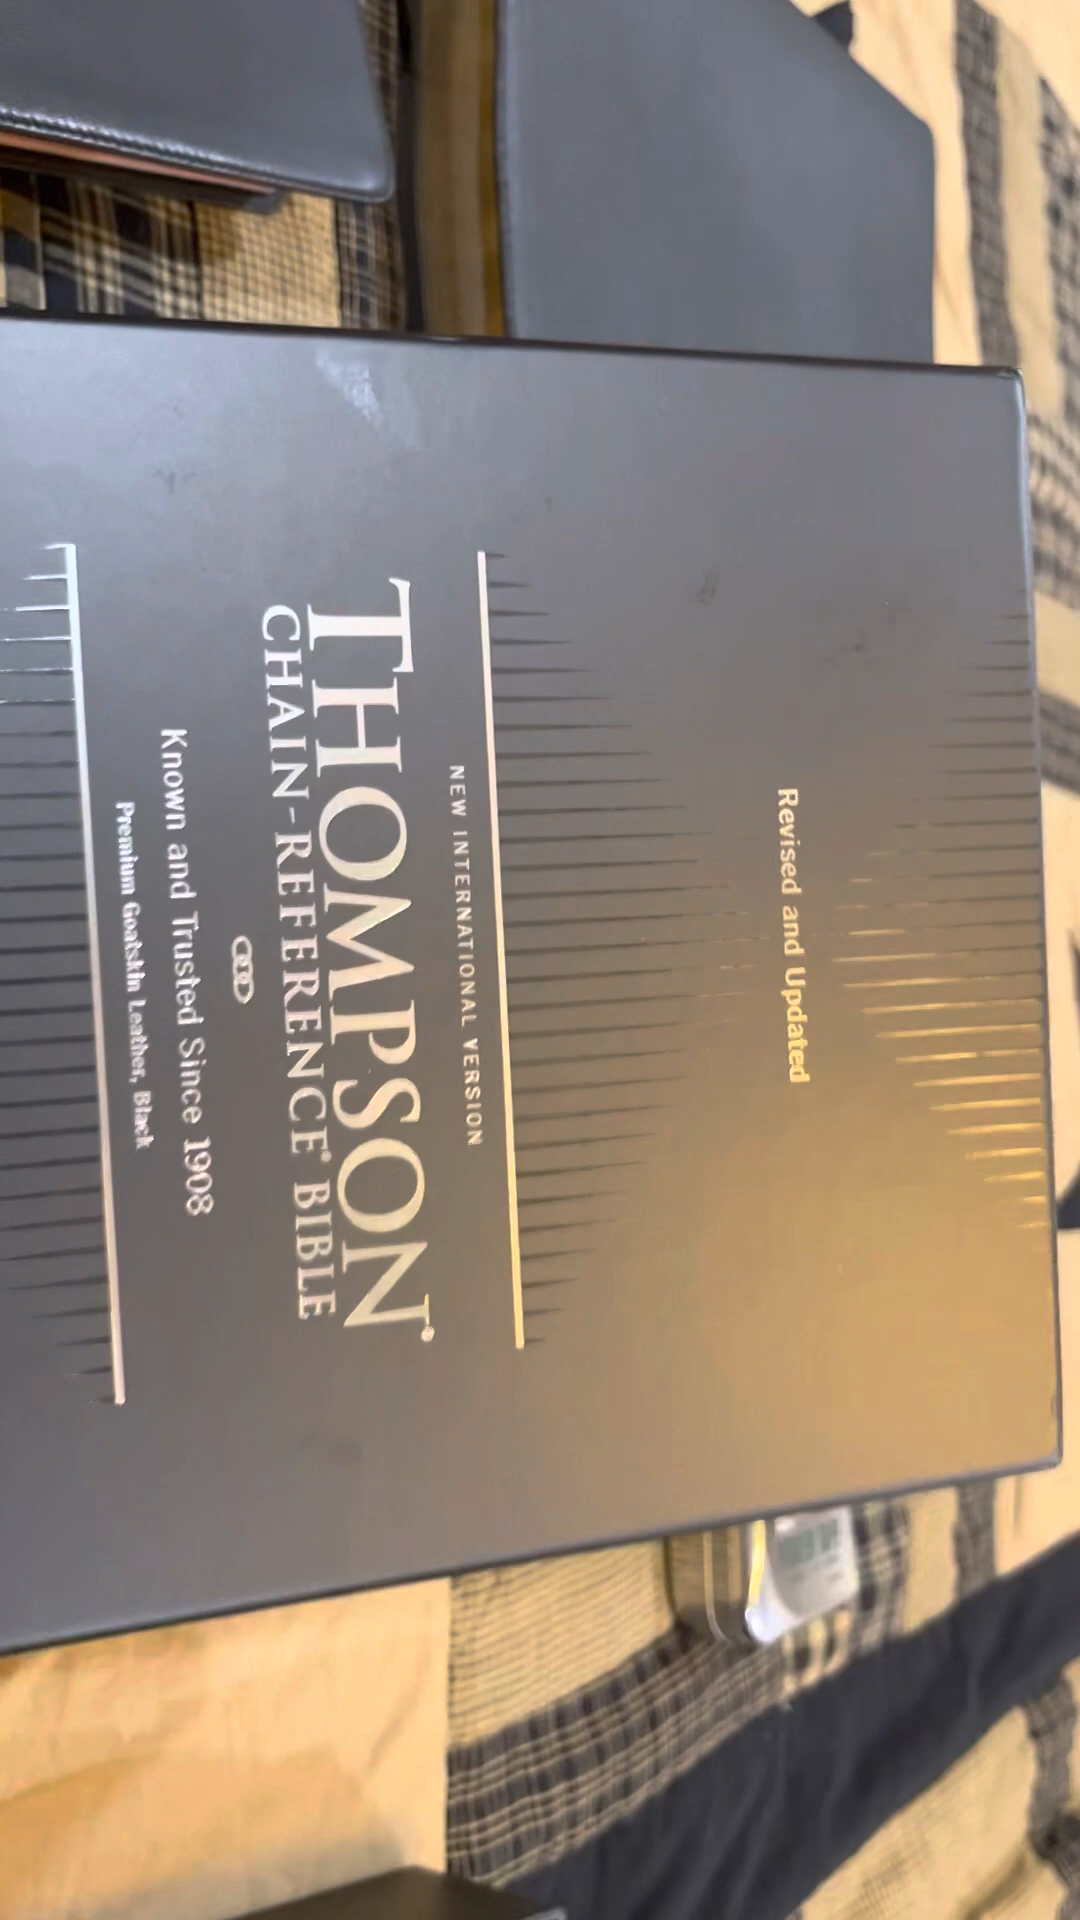 Revised and Updated
NEW INTERNATIONAL VERSION
THOMPSON®
CHAIN-REFERENCE® BIBLE
Known and Trusted Since 1908
Premium Goatskin Leather, Black